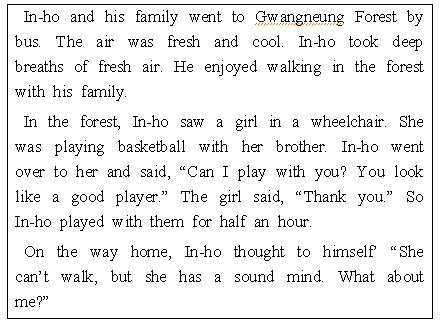 In-ho and his family went to Gwangneung Forest by
bus. The air was fresh and cool. In-ho took deep
breaths of fresh air. He enjoyed walking in the forest
with his family.
In the forest, In-ho saw a girl in a wheelchair. She
was playing basketball with her brother. In-ho went
over to her and said, “Can I play with you? You look
like a good player.” The girl said, “Thank you.” So
In-ho played with them for half an hour.
On the way home, In-ho thought to himself’ “She
can’t walk, but she has a sound mind. What about
me?”